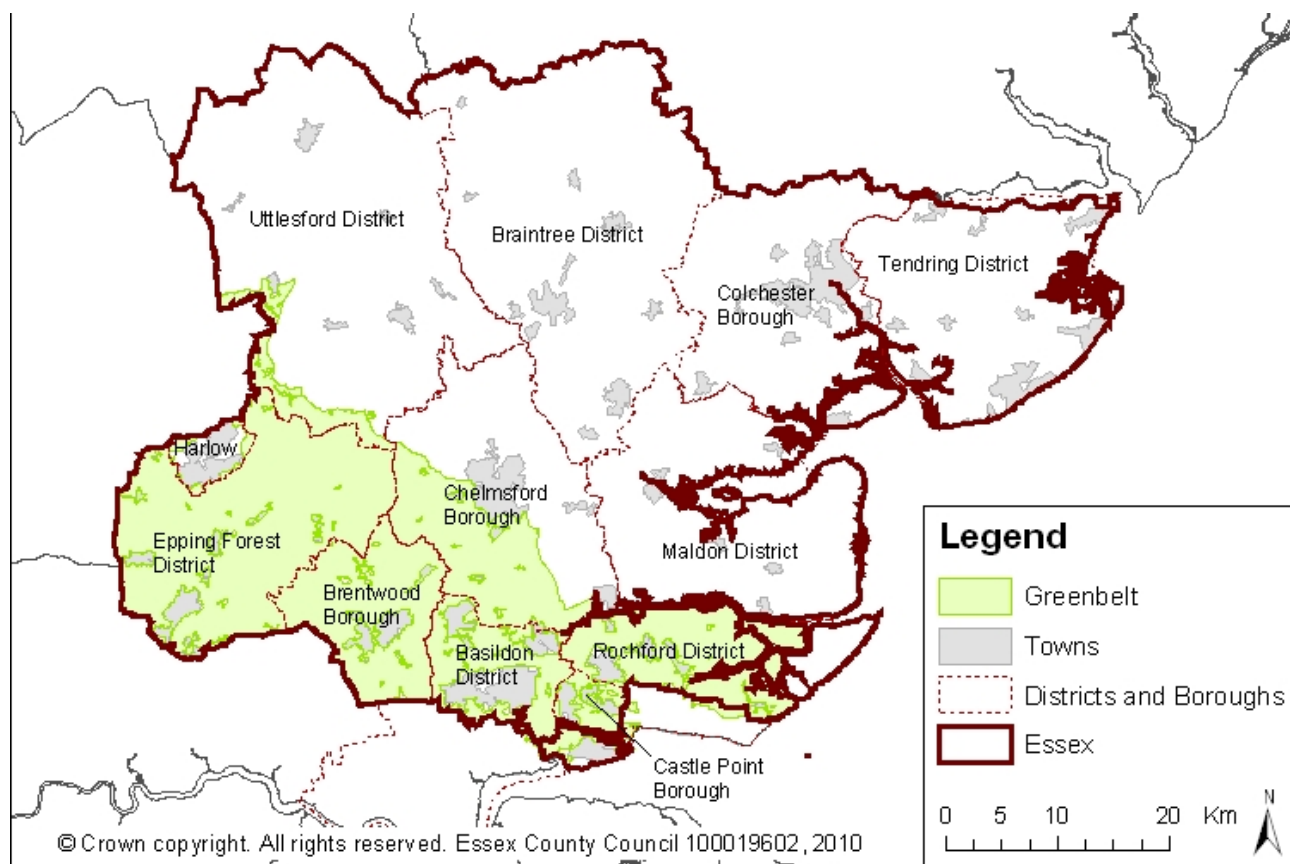 Uttlesford District
Braintree District
Tendring District
Colchester
Borough
Harlow
Chelmsford
Borough
Epping Forest
District
Maldon District
Brentwood
Borough
Basildon
District
Rochford District
Castle Point
Borough
Legend
Greenbelt
Towns
Districts and Boroughs
Essex
0 5 10 20 Km
N
© Crown copyright. All rights reserved. Essex County Council 100019602, 2010